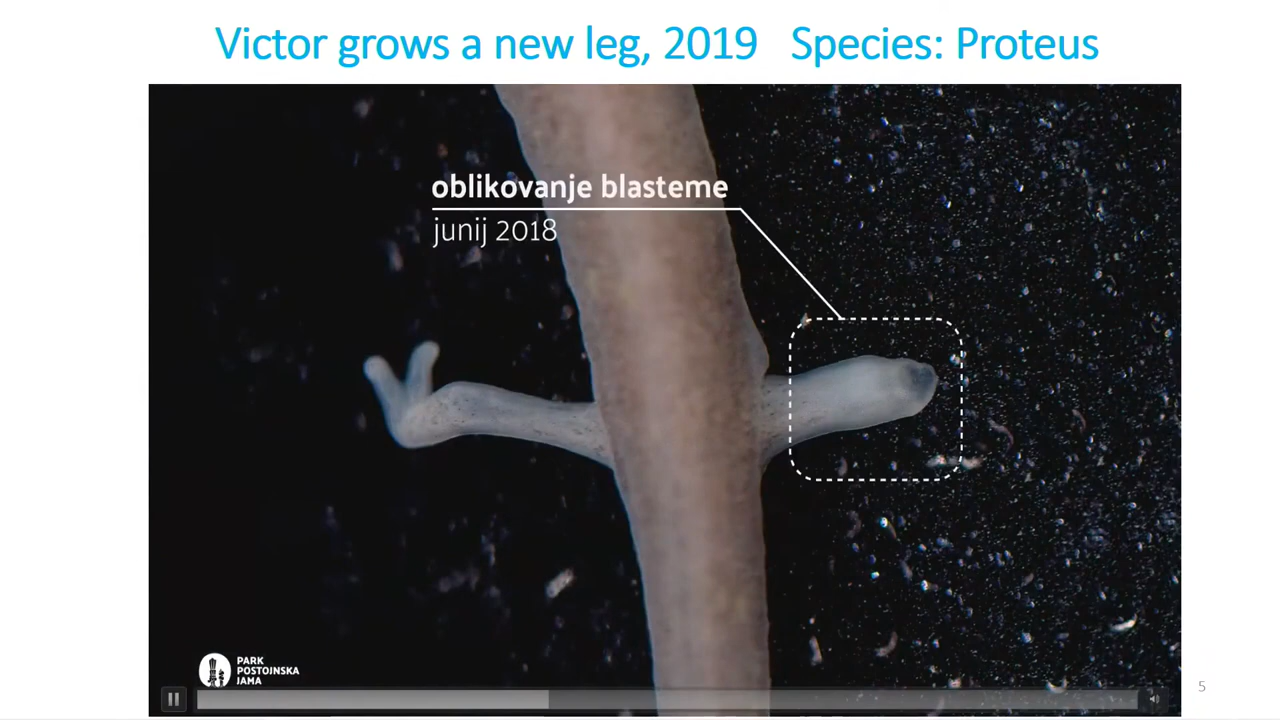 Victor grows a new leg, 2019 Species: Proteus
oblikovanje blasteme
junij 2018
PARK
POSTOJNSKA
JAMA
5